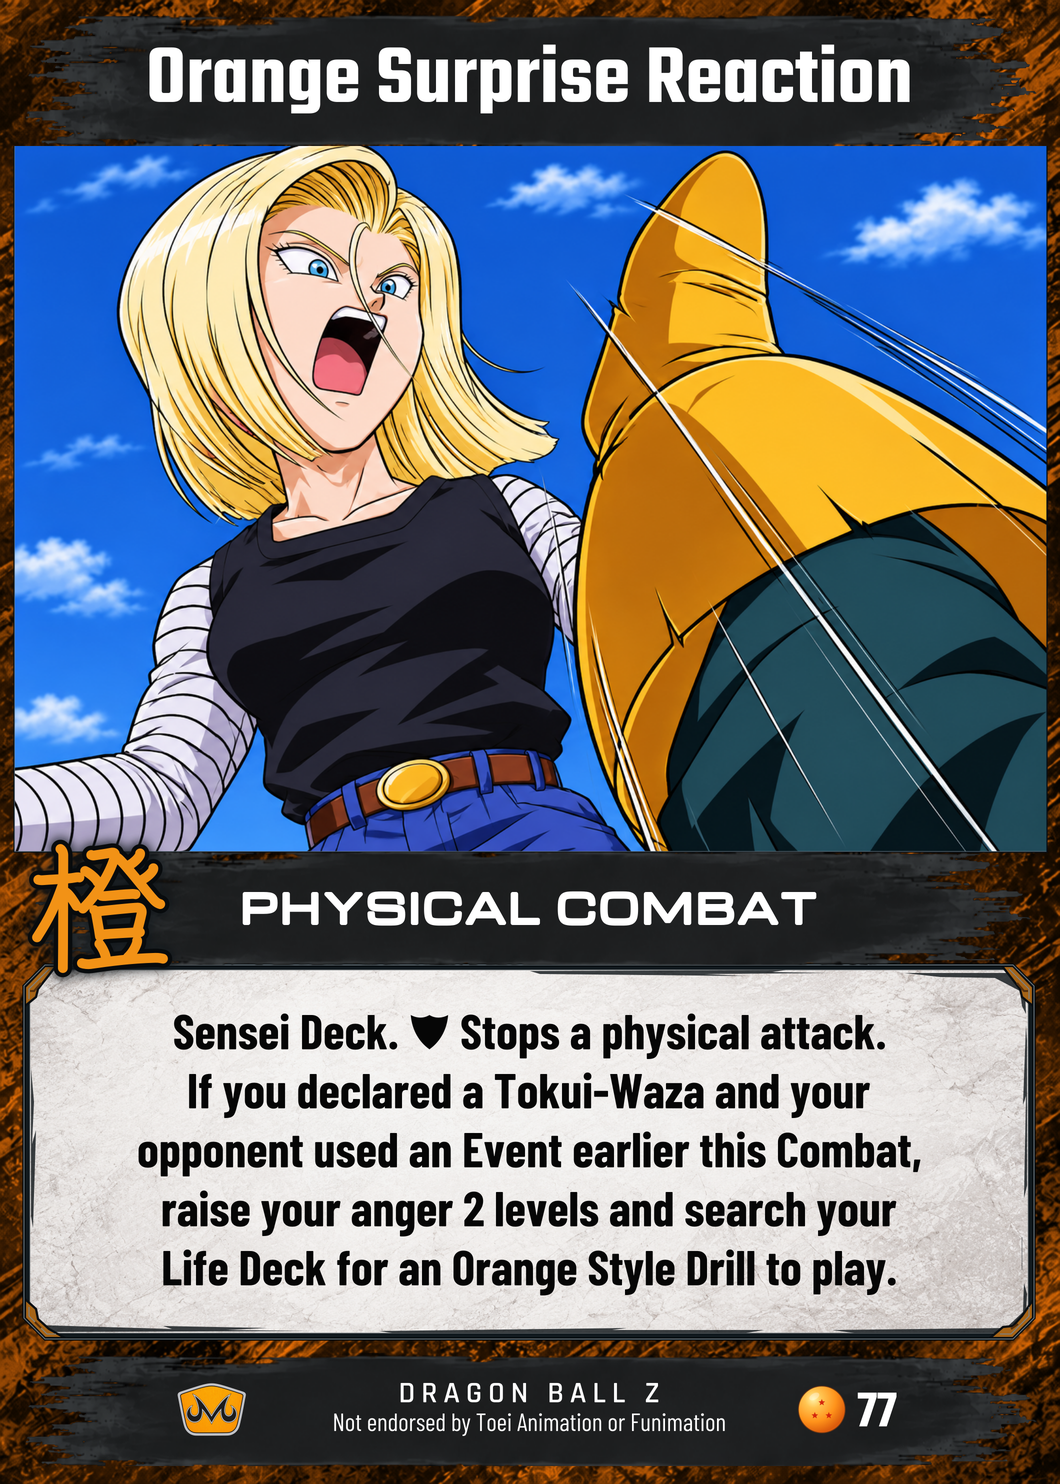 Orange Surprise Reaction
橙
PHYSICAL COMBAT
Sensei Deck. Stops a physical attack.
If you declared a Tokui-Waza and your
opponent used an Event earlier this Combat,
raise your anger 2 levels and search your
Life Deck for an Orange Style Drill to play.
M
DRAGON BALL Z
Not endorsed by Toei Animation or Funimation
77